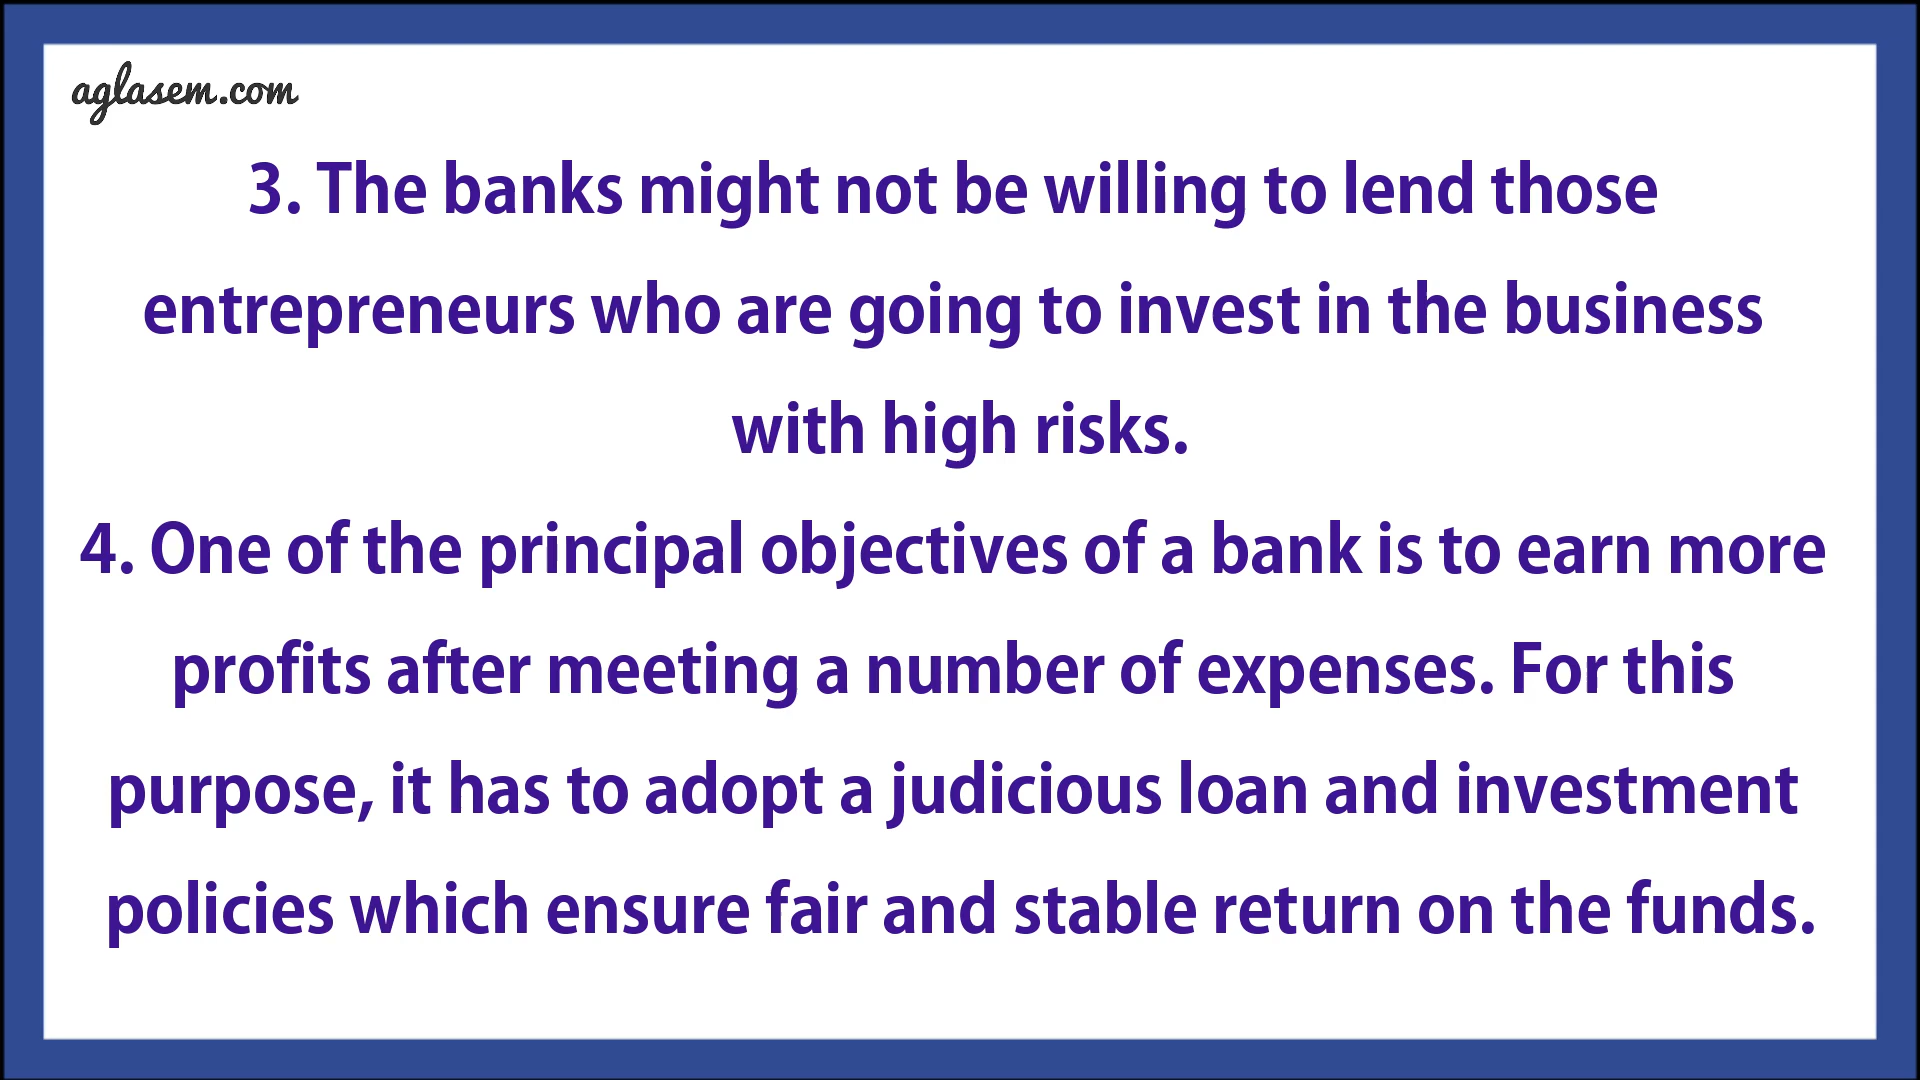 aglasem.com
3. The banks might not be willing to lend those
entrepreneurs who are going to invest in the business
with high risks.
4. One of the principal objectives of a bank is to earn more
profits after meeting a number of expenses. For this
purpose, it has to adopt a judicious loan and investment
policies which ensure fair and stable return on the funds.